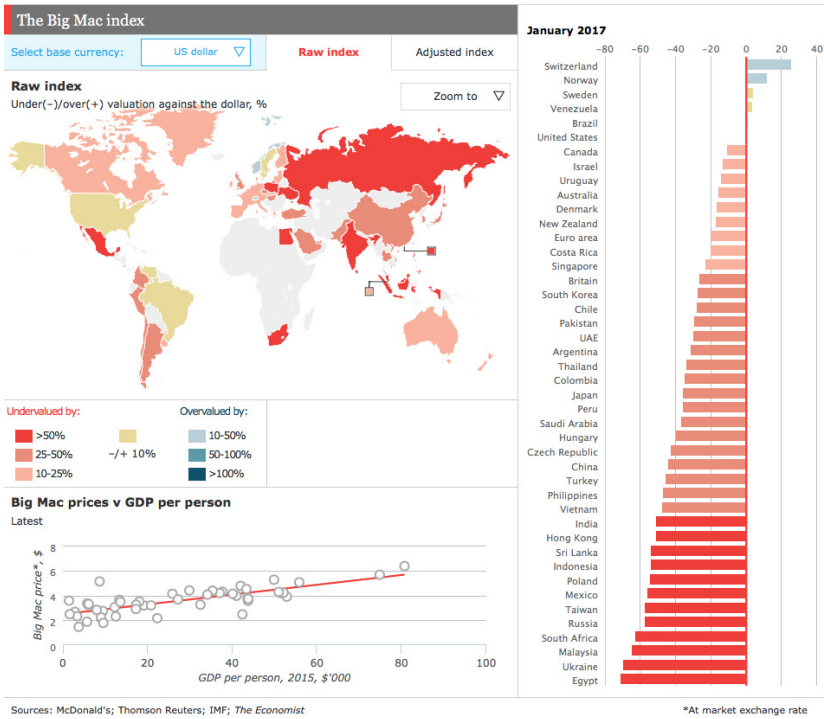 The Big Mac index
Select base currency:
US dollar
Raw index
Adjusted index
Raw index
Under(−)/over(+) valuation against the dollar, %
Zoom to
Undervalued by:
Overvalued by:
>50%
10-50%
25-50%
−/+ 10%
50-100%
10-25%
>100%
Big Mac prices v GDP per person
Latest
Big Mac price*, $
8
6
4
2
0
0 20 40 60 80 100
GDP per person, 2015, $'000
January 2017
−80 −60 −40 −20 0 20 40
Switzerland
Norway
Sweden
Venezuela
Brazil
United States
Canada
Israel
Uruguay
Australia
Denmark
New Zealand
Euro area
Costa Rica
Singapore
Britain
South Korea
Chile
Pakistan
UAE
Argentina
Thailand
Colombia
Japan
Peru
Saudi Arabia
Hungary
Czech Republic
China
Turkey
Philippines
Vietnam
India
Hong Kong
Sri Lanka
Indonesia
Poland
Mexico
Taiwan
Russia
South Africa
Malaysia
Ukraine
Egypt
Sources: McDonald's; Thomson Reuters; IMF; The Economist
*At market exchange rate